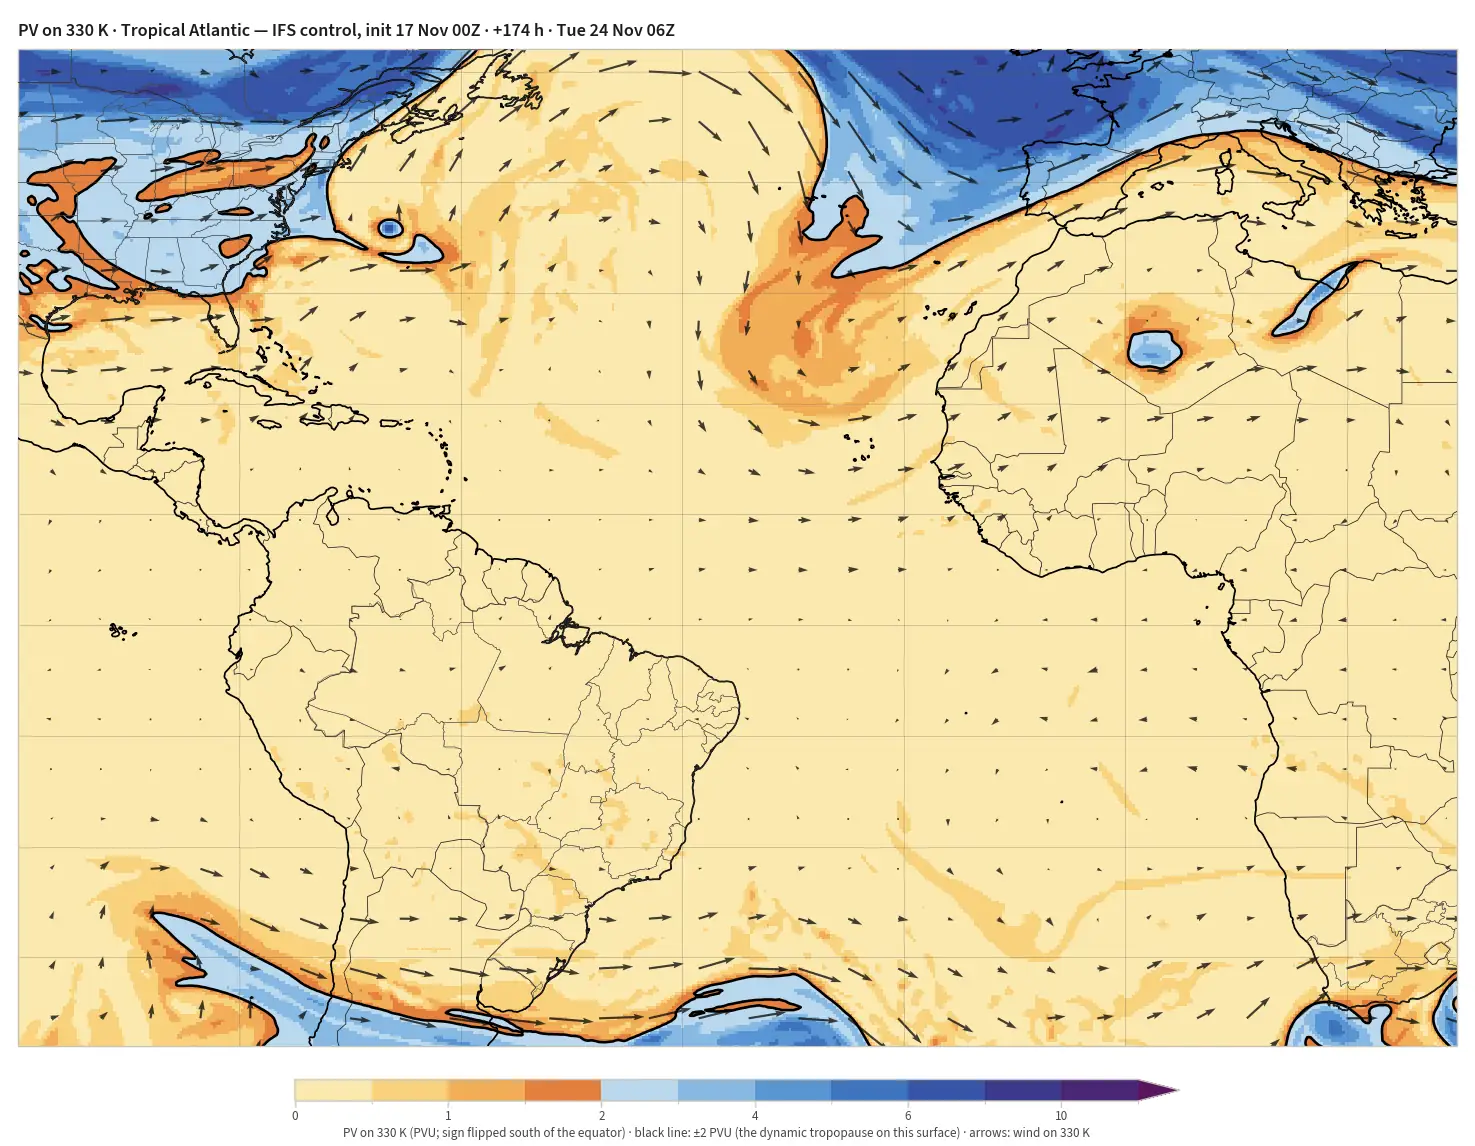 PV on 330 K · Tropical Atlantic — IFS control, init 17 Nov 00Z · +174 h · Tue 24 Nov 06Z
0 1 2 4 6 10
PV on 330 K (PVU; sign flipped south of the equator) · black line: ±2 PVU (the dynamic tropopause on this surface) · arrows: wind on 330 K